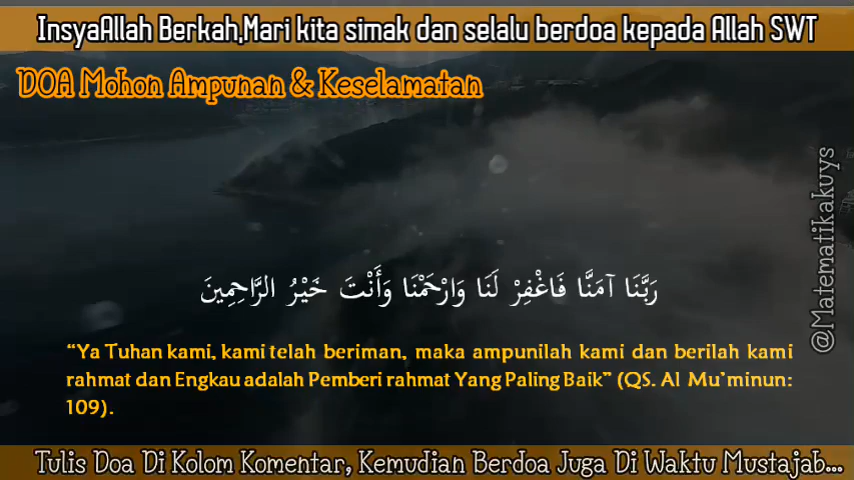 InsyaAllah Berkah,Mari kita simak dan selalu berdoa kepada Allah SWT
DOA Mohon Ampunan & Keselamatan
رَبَّنَا آمَنَّا فَاغْفِرْ لَنَا وَارْحَمْنَا وَأَنْتَ خَيْرُ الرَّاحِمِينَ
“Ya Tuhan kami, kami telah beriman, maka ampunilah kami dan berilah kami
rahmat dan Engkau adalah Pemberi rahmat Yang Paling Baik” (QS. Al Mu’minun:
109).
@Matematikakuys
Tulis Doa Di Kolom Komentar, Kemudian Berdoa Juga Di Waktu Mustajab...